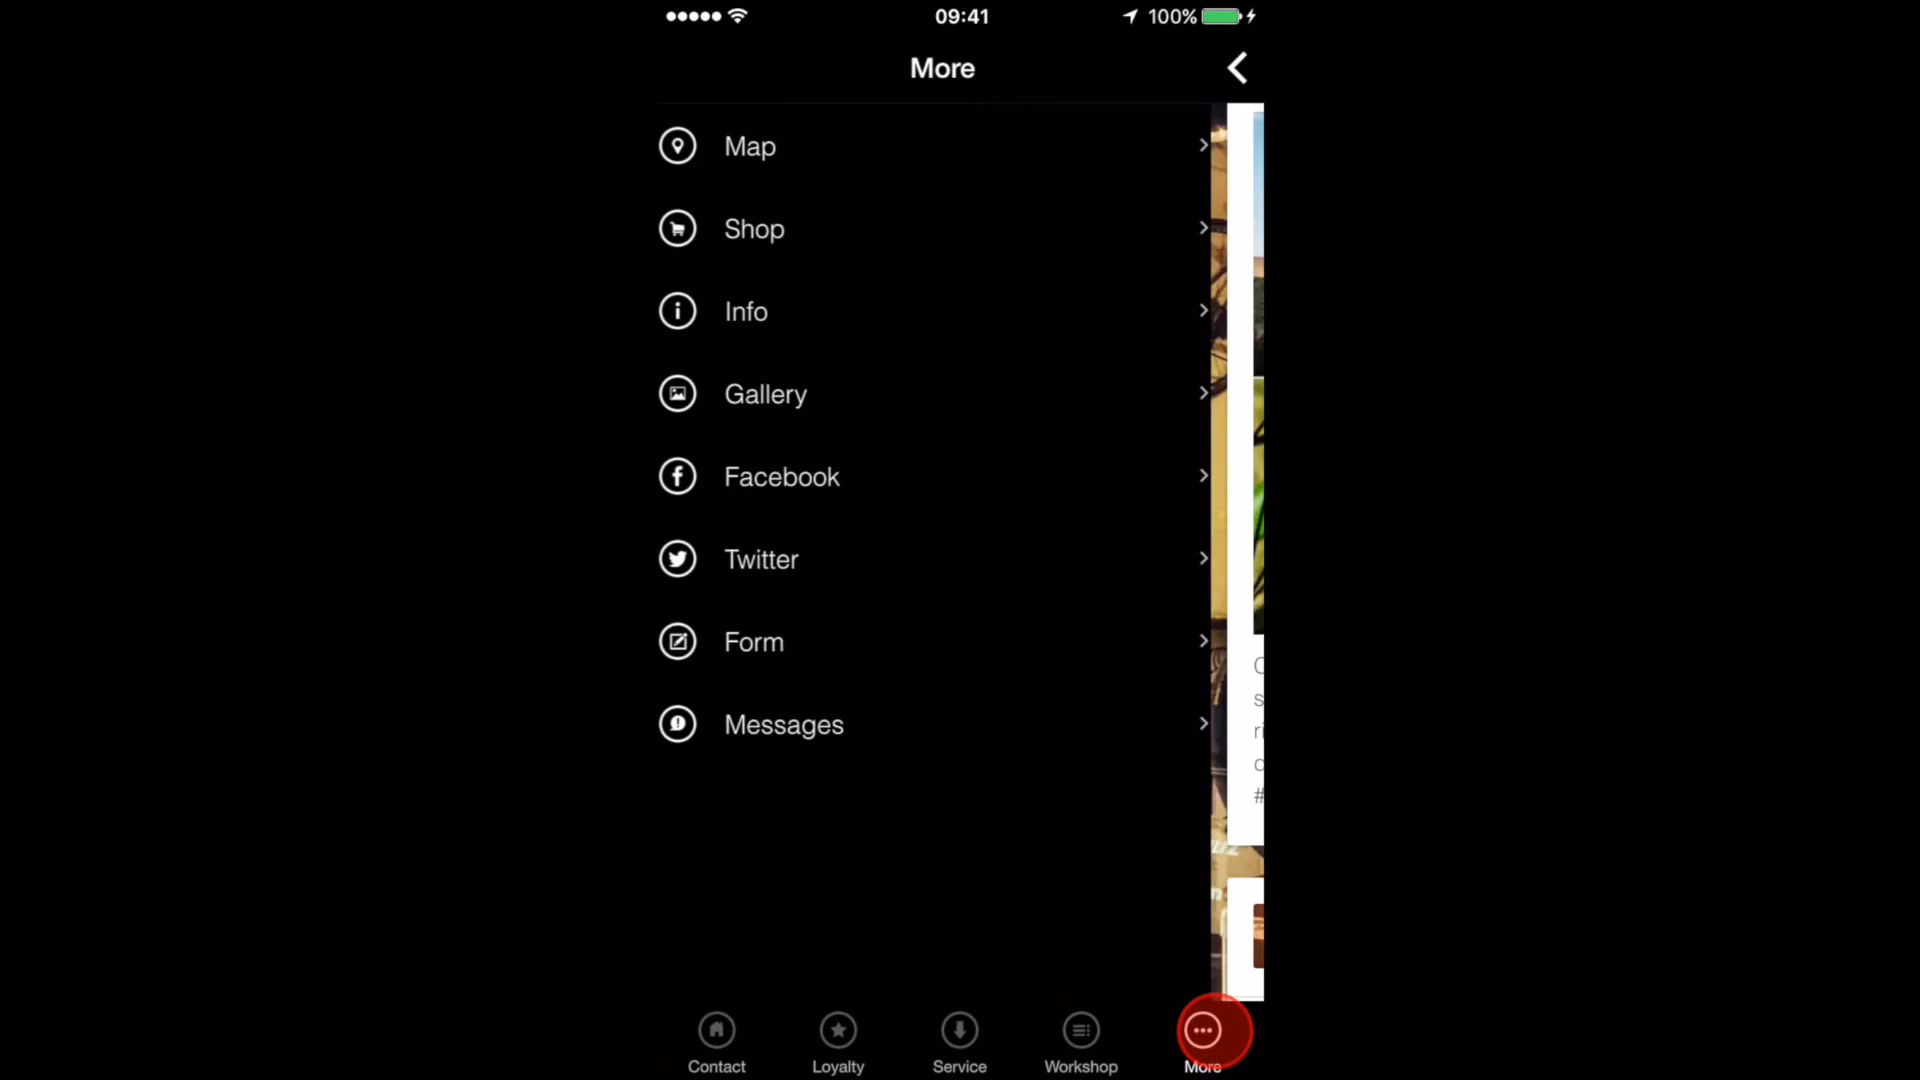 09:41
100%
More
Map
Shop
Info
Gallery
Facebook
Twitter
Form
Messages
#
Contact
Loyalty
Service
Workshop
More